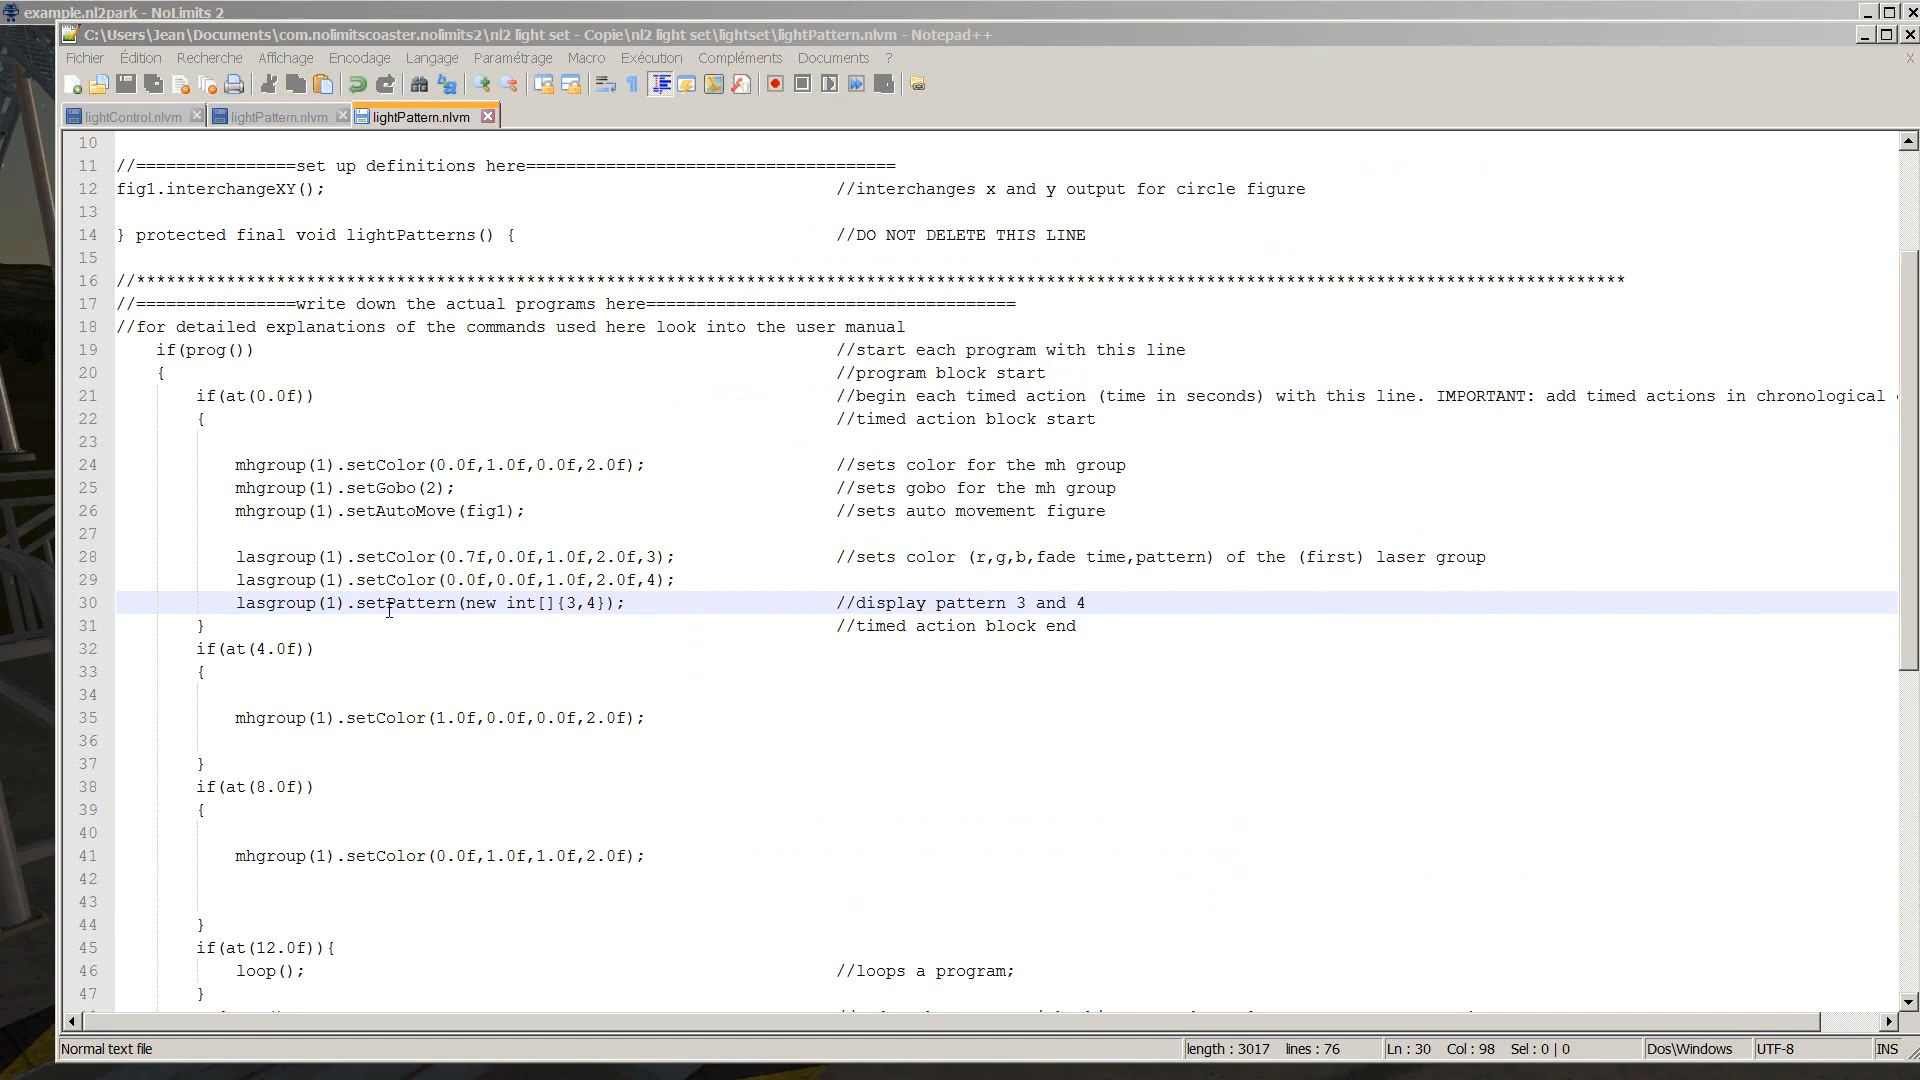 example.nl2park - NoLimits 2
C:\Users\Jean\Documents\com.nolimitscoaster.nolimits2\nl2 light set - Copie\nl2 light set\lightset\lightPattern.nlvm - Notepad++
Fichier Édition Recherche Affichage Encodage Langage Paramétrage Macro Exécution Compléments Documents ? X
lightControl.nlvm lightPattern.nlvm lightPattern.nlvm
10
11 //================set up definitions here=====================================
12 fig1.interchangeXY(); //interchanges x and y output for circle figure
13
14 } protected final void lightPatterns() { //DO NOT DELETE THIS LINE
15
16 //*****************************************************************************************************************************************************
17 //================write down the actual programs here=====================================
18 //for detailed explanations of the commands used here look into the user manual
19 if(prog()) //start each program with this line
20 { //program block start
21 if(at(0.0f)) //begin each timed action (time in seconds) with this line. IMPORTANT: add timed actions in chronological
22 { //timed action block start
23
24 mhgroup(1).setColor(0.0f,1.0f,0.0f,2.0f); //sets color for the mh group
25 mhgroup(1).setGobo(2); //sets gobo for the mh group
26 mhgroup(1).setAutoMove(fig1); //sets auto movement figure
27
28 lasgroup(1).setColor(0.7f,0.0f,1.0f,2.0f,3); //sets color (r,g,b,fade time,pattern) of the (first) laser group
29 lasgroup(1).setColor(0.0f,0.0f,1.0f,2.0f,4);
30 lasgroup(1).setPattern(new int[]{3,4}); //display pattern 3 and 4
31 } //timed action block end
32 if(at(4.0f))
33 {
34
35 mhgroup(1).setColor(1.0f,0.0f,0.0f,2.0f);
36
37 }
38 if(at(8.0f))
39 {
40
41 mhgroup(1).setColor(0.0f,1.0f,1.0f,2.0f);
42
43
44 }
45 if(at(12.0f)){
46 loop(); //loops a program;
47 }
Normal text file length : 3017 lines : 76 Ln : 30 Col : 98 Sel : 0 | 0 Dos\Windows UTF-8 INS